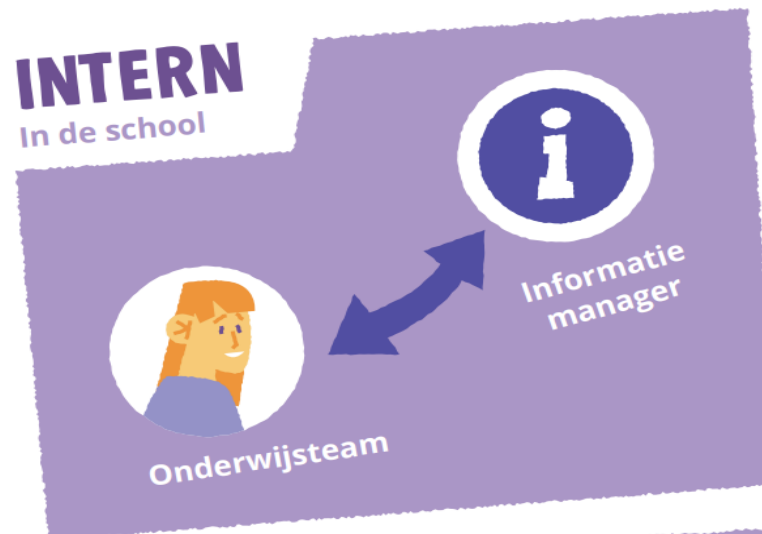 INTERN
In de school
i
Informatie
manager
Onderwijsteam